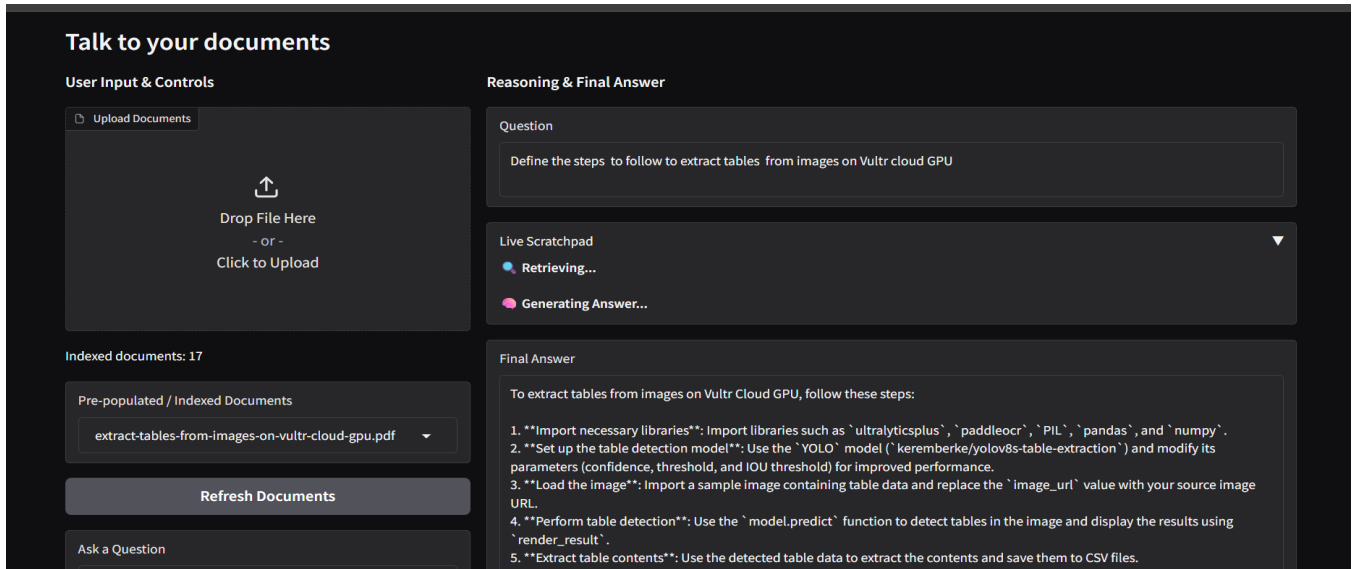 Talk to your documents
User Input & Controls
Upload Documents
Drop File Here
- or -
Click to Upload
Indexed documents: 17
Pre-populated / Indexed Documents
extract-tables-from-images-on-vultr-cloud-gpu.pdf
Refresh Documents
Ask a Question
Reasoning & Final Answer
Question
Define the steps  to follow to extract tables  from images on Vultr cloud GPU
Live Scratchpad
Retrieving...
Generating Answer...
Final Answer
To extract tables from images on Vultr Cloud GPU, follow these steps:
1. **Import necessary libraries**: Import libraries such as `ultralyticsplus`, `paddleocr`, `PIL`, `pandas`, and `numpy`.
2. **Set up the table detection model**: Use the `YOLO` model (`keremberke/yolov8s-table-extraction`) and modify its
parameters (confidence, threshold, and IOU threshold) for improved performance.
3. **Load the image**: Import a sample image containing table data and replace the `image_url` value with your source image
URL.
4. **Perform table detection**: Use the `model.predict` function to detect tables in the image and display the results using
`render_result`.
5. **Extract table contents**: Use the detected table data to extract the contents and save them to CSV files.